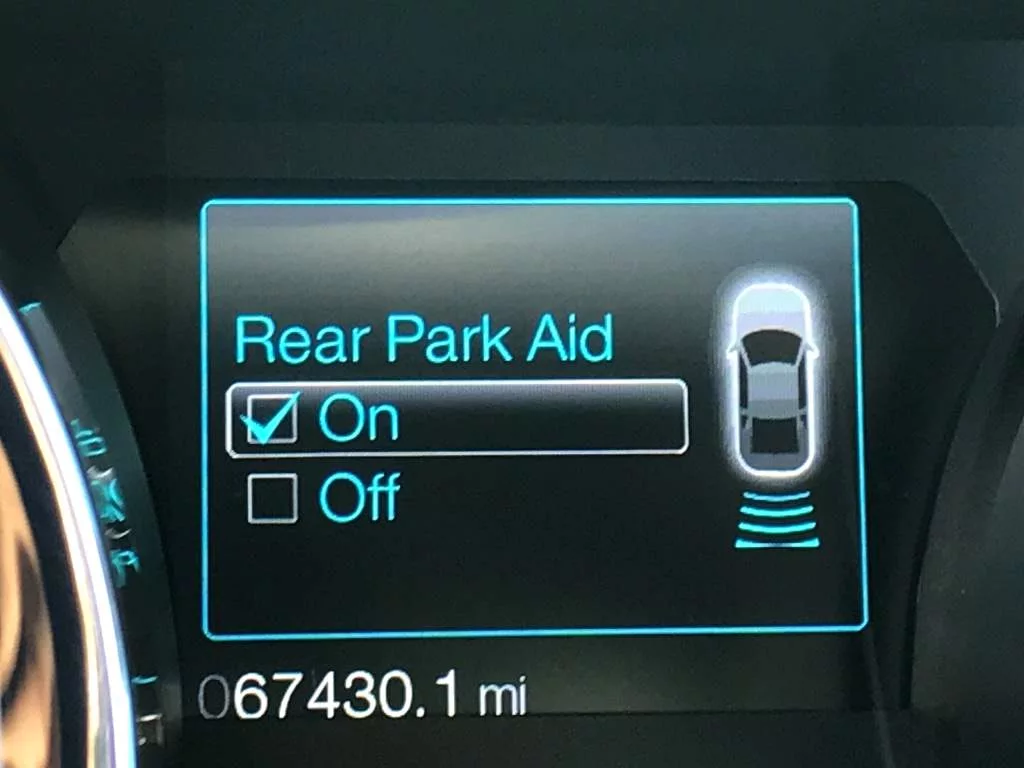 Rear Park Aid
On
Off
067430.1 mi